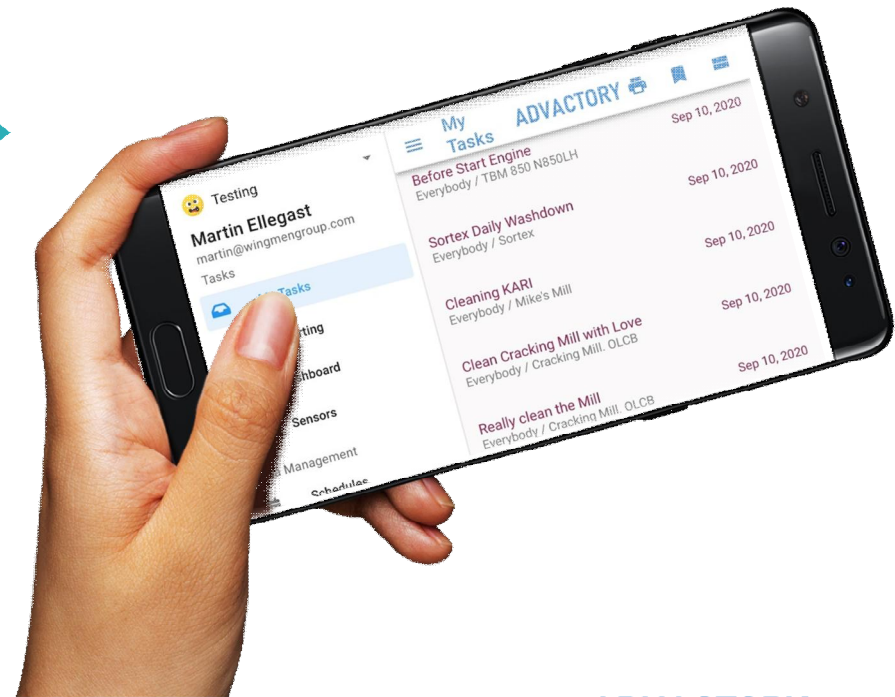 Testing
Martin Ellegast
martin@wingmengroup.com
Tasks
Tasks
Sensors
Management
Schedules
My
Tasks
ADVACTORY
Before Start Engine
Sep 10, 2020
Everybody / TBM 850 N850LH
Sortex Daily Washdown
Sep 10, 2020
Everybody / Sortex
Cleaning KARI
Sep 10, 2020
Everybody / Mike's Mill
Clean Cracking Mill with Love
Sep 10, 2020
Everybody / Cracking Mill. OLCB
Really clean the Mill
Sep 10, 2020
Everybody / Cracking Mill. OLCB